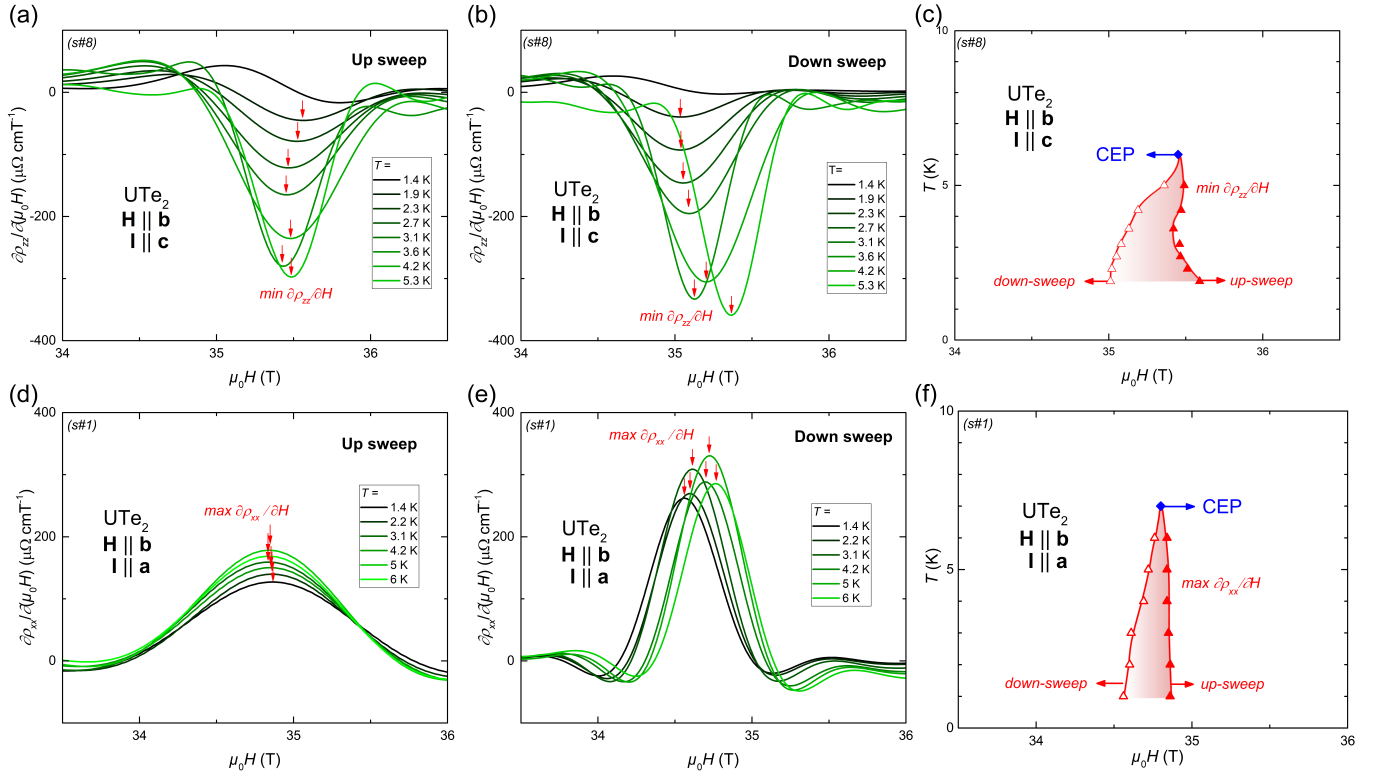 (a)
(s#8)
Up sweep
∂ρzz/∂(μ0H) (μΩ cmT⁻¹)
0
-100
-200
-300
-400
UTe2
H || b
I || c
T =
1.4 K
1.9 K
2.3 K
2.7 K
3.1 K
3.6 K
4.2 K
5.3 K
min ∂ρzz/∂H
34
35
36
μ0H (T)
(b)
(s#8)
Down sweep
∂ρzz/∂(μ0H) (μΩ cmT⁻¹)
0
-100
-200
-300
-400
UTe2
H || b
I || c
T=
1.4 K
1.9 K
2.3 K
2.7 K
3.1 K
3.6 K
4.2 K
5.3 K
min ∂ρzz/∂H
34
35
36
μ0H (T)
(c)
(s#8)
T (K)
10
5
0
UTe2
H || b
I || c
CEP
min ∂ρzz/∂H
down-sweep
up-sweep
34
35
36
μ0H (T)
(d)
(s#1)
Up sweep
∂ρxx/∂(μ0H) (μΩ cmT⁻¹)
400
200
0
UTe2
H || b
I || a
max ∂ρxx/∂H
T =
1.4 K
2.2 K
3.1 K
4.2 K
5 K
6 K
34
35
36
μ0H (T)
(e)
(s#1)
Down sweep
∂ρxx/∂(μ0H) (μΩ cmT⁻¹)
400
300
200
100
0
UTe2
H || b
I || a
max ∂ρxx/∂H
T =
1.4 K
2.2 K
3.1 K
4.2 K
5 K
6 K
34
35
36
μ0H (T)
(f)
(s#1)
T (K)
10
5
0
UTe2
H || b
I || a
CEP
max ∂ρxx/∂H
down-sweep
up-sweep
34
35
36
μ0H (T)